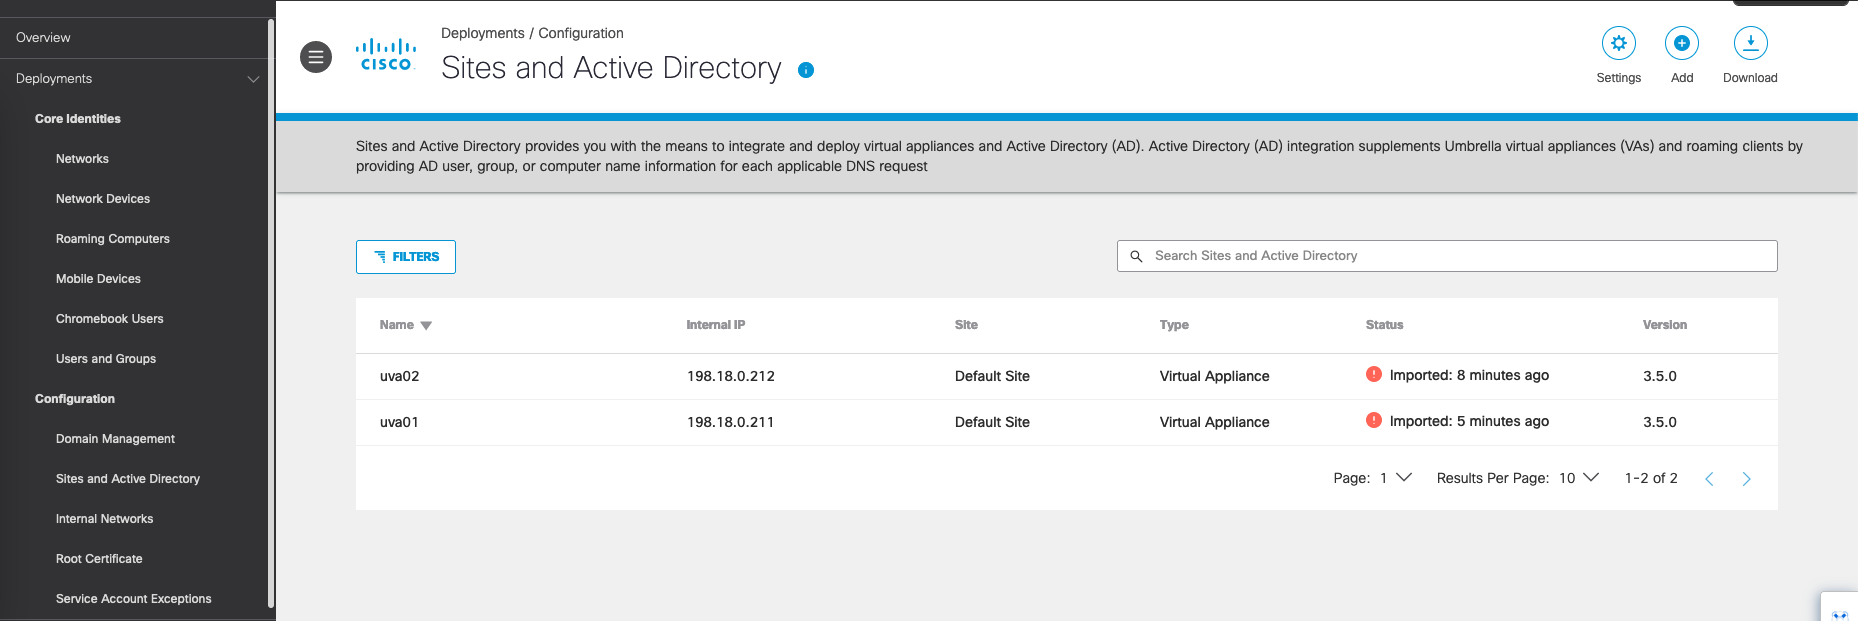 Overview
Deployments
Core Identities
Networks
Network Devices
Roaming Computers
Mobile Devices
Chromebook Users
Users and Groups
Configuration
Domain Management
Sites and Active Directory
Internal Networks
Root Certificate
Service Account Exceptions
CISCO
Deployments / Configuration
Sites and Active Directory
Settings
Add
Download
Sites and Active Directory provides you with the means to integrate and deploy virtual appliances and Active Directory (AD). Active Directory (AD) integration supplements Umbrella virtual appliances (VAs) and roaming clients by
providing AD user, group, or computer name information for each applicable DNS request
FILTERS
Search Sites and Active Directory
Name Internal IP Site Type Status Version
uva02 198.18.0.212 Default Site Virtual Appliance Imported: 8 minutes ago 3.5.0
uva01 198.18.0.211 Default Site Virtual Appliance Imported: 5 minutes ago 3.5.0
Page: 1 Results Per Page: 10 1-2 of 2